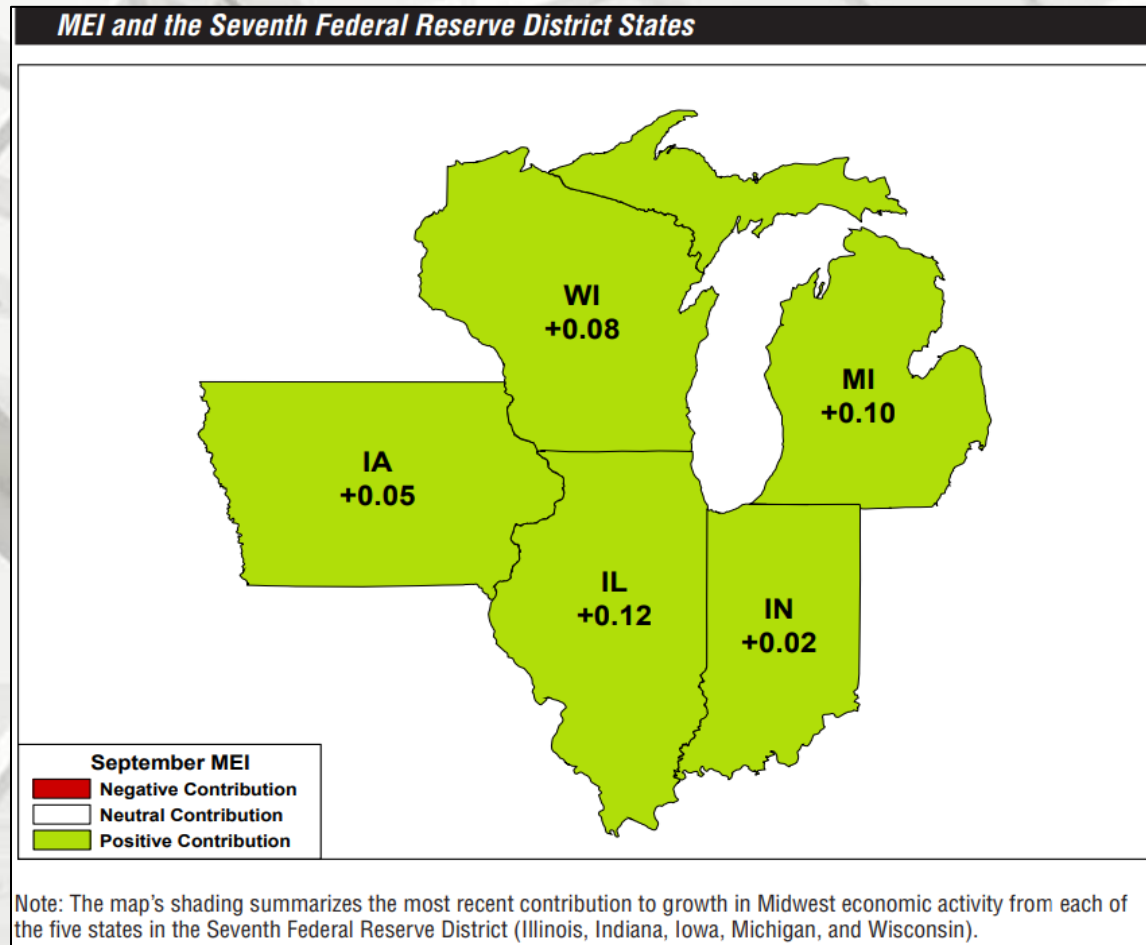 MEI and the Seventh Federal Reserve District States
WI
+0.08
MI
+0.10
IA
+0.05
IL
+0.12
IN
+0.02
September MEI
Negative Contribution
Neutral Contribution
Positive Contribution
Note: The map's shading summarizes the most recent contribution to growth in Midwest economic activity from each of
the five states in the Seventh Federal Reserve District (Illinois, Indiana, Iowa, Michigan, and Wisconsin).